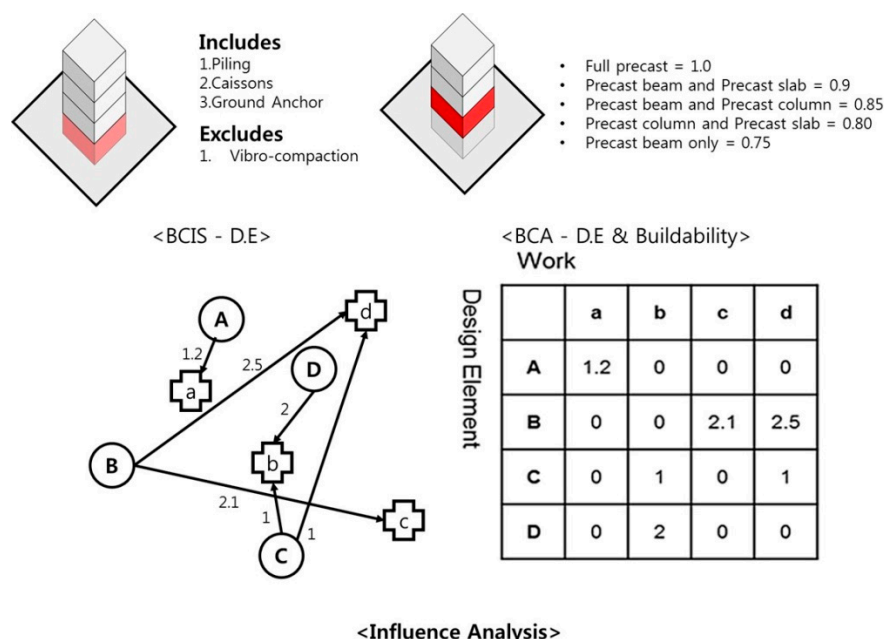 Includes
1.Piling
2.Caissons
3.Ground Anchor
Excludes
1. Vibro-compaction
• Full precast = 1.0
• Precast beam and Precast slab = 0.9
• Precast beam and Precast column = 0.85
• Precast column and Precast slab = 0.80
• Precast beam only = 0.75
<BCIS - D.E>
<BCA - D.E & Buildability>
A
1.2
a
2.5
d
D
2
b
B
2.1
c
1
1
C
Work
Design Element
a b c d
A 1.2 0 0 0
B 0 0 2.1 2.5
C 0 1 0 1
D 0 2 0 0
<Influence Analysis>